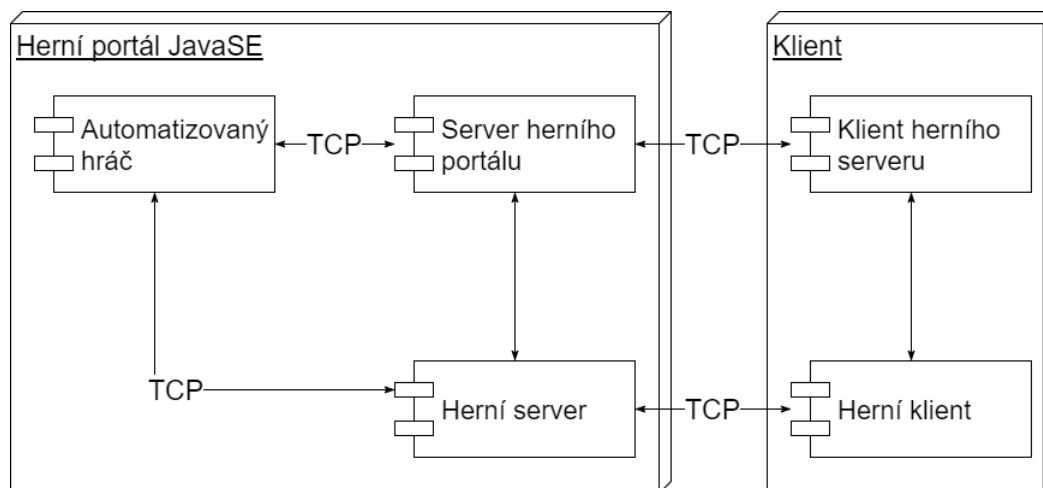 Herní portál JavaSE
Klient
Automatizovaný
hráč
TCP
Server herního
portálu
TCP
Klient herního
serveru
TCP
Herní server
TCP
Herní klient